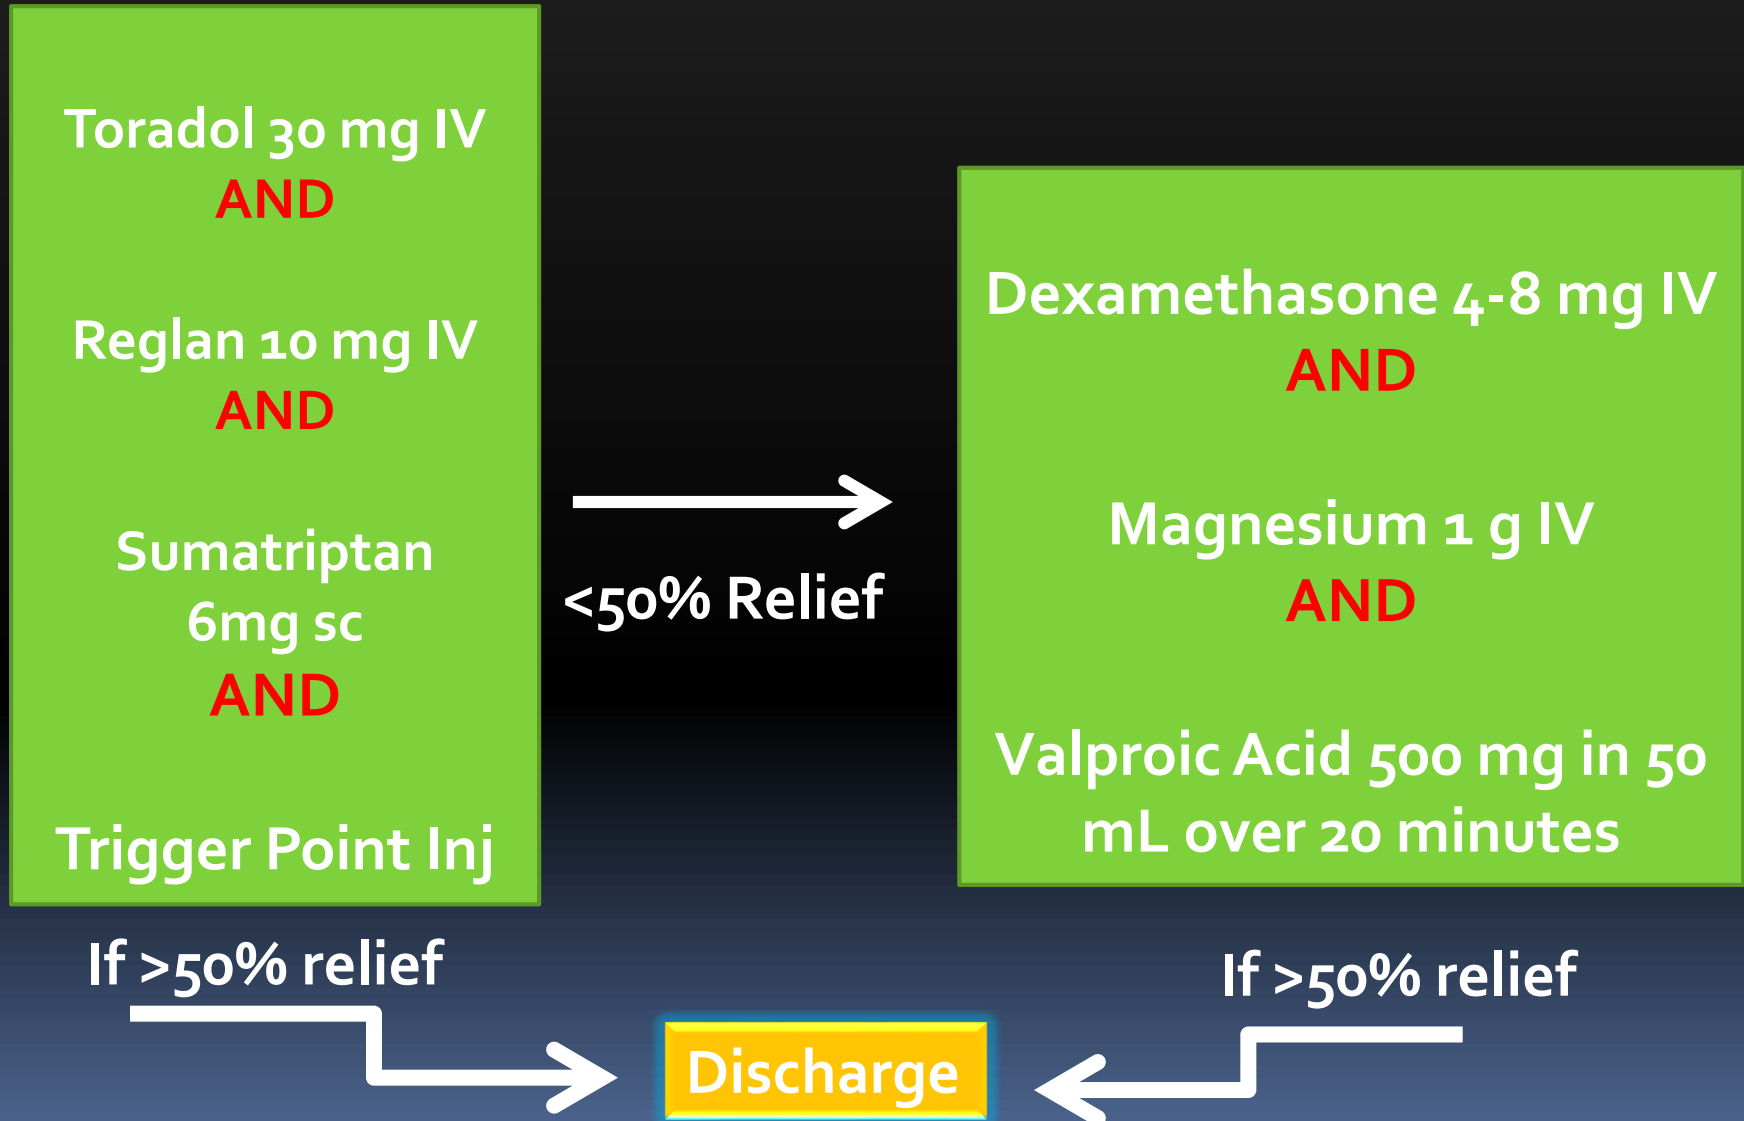 Toradol 30 mg IV
AND
Reglan 10 mg IV
AND
Sumatriptan
6mg sc
AND
Trigger Point Inj
<50% Relief
Dexamethasone 4-8 mg IV
AND
Magnesium 1 g IV
AND
Valproic Acid 500 mg in 50
mL over 20 minutes
If >50% relief
If >50% relief
Discharge